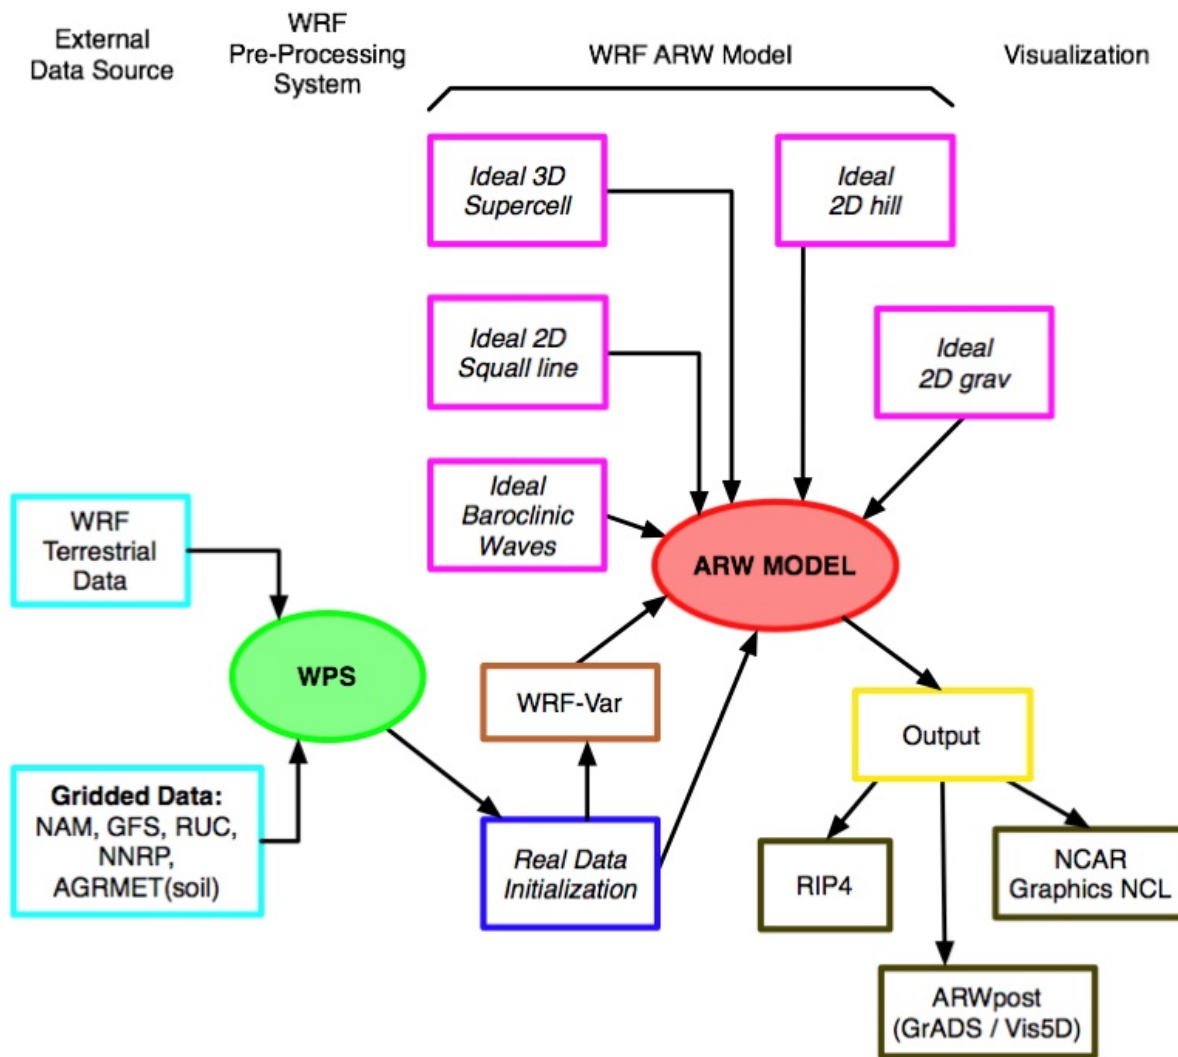 External
Data Source
WRF
Pre-Processing
System
WRF ARW Model
Visualization
Ideal 3D
Supercell
Ideal
2D hill
Ideal 2D
Squall line
Ideal
2D grav
Ideal
Baroclinic
Waves
WRF
Terrestrial
Data
ARW MODEL
WPS
WRF-Var
Output
Gridded Data:
NAM, GFS, RUC,
NNRP,
AGRMET(soil)
Real Data
Initialization
RIP4
NCAR
Graphics NCL
ARWpost
(GrADS / Vis5D)